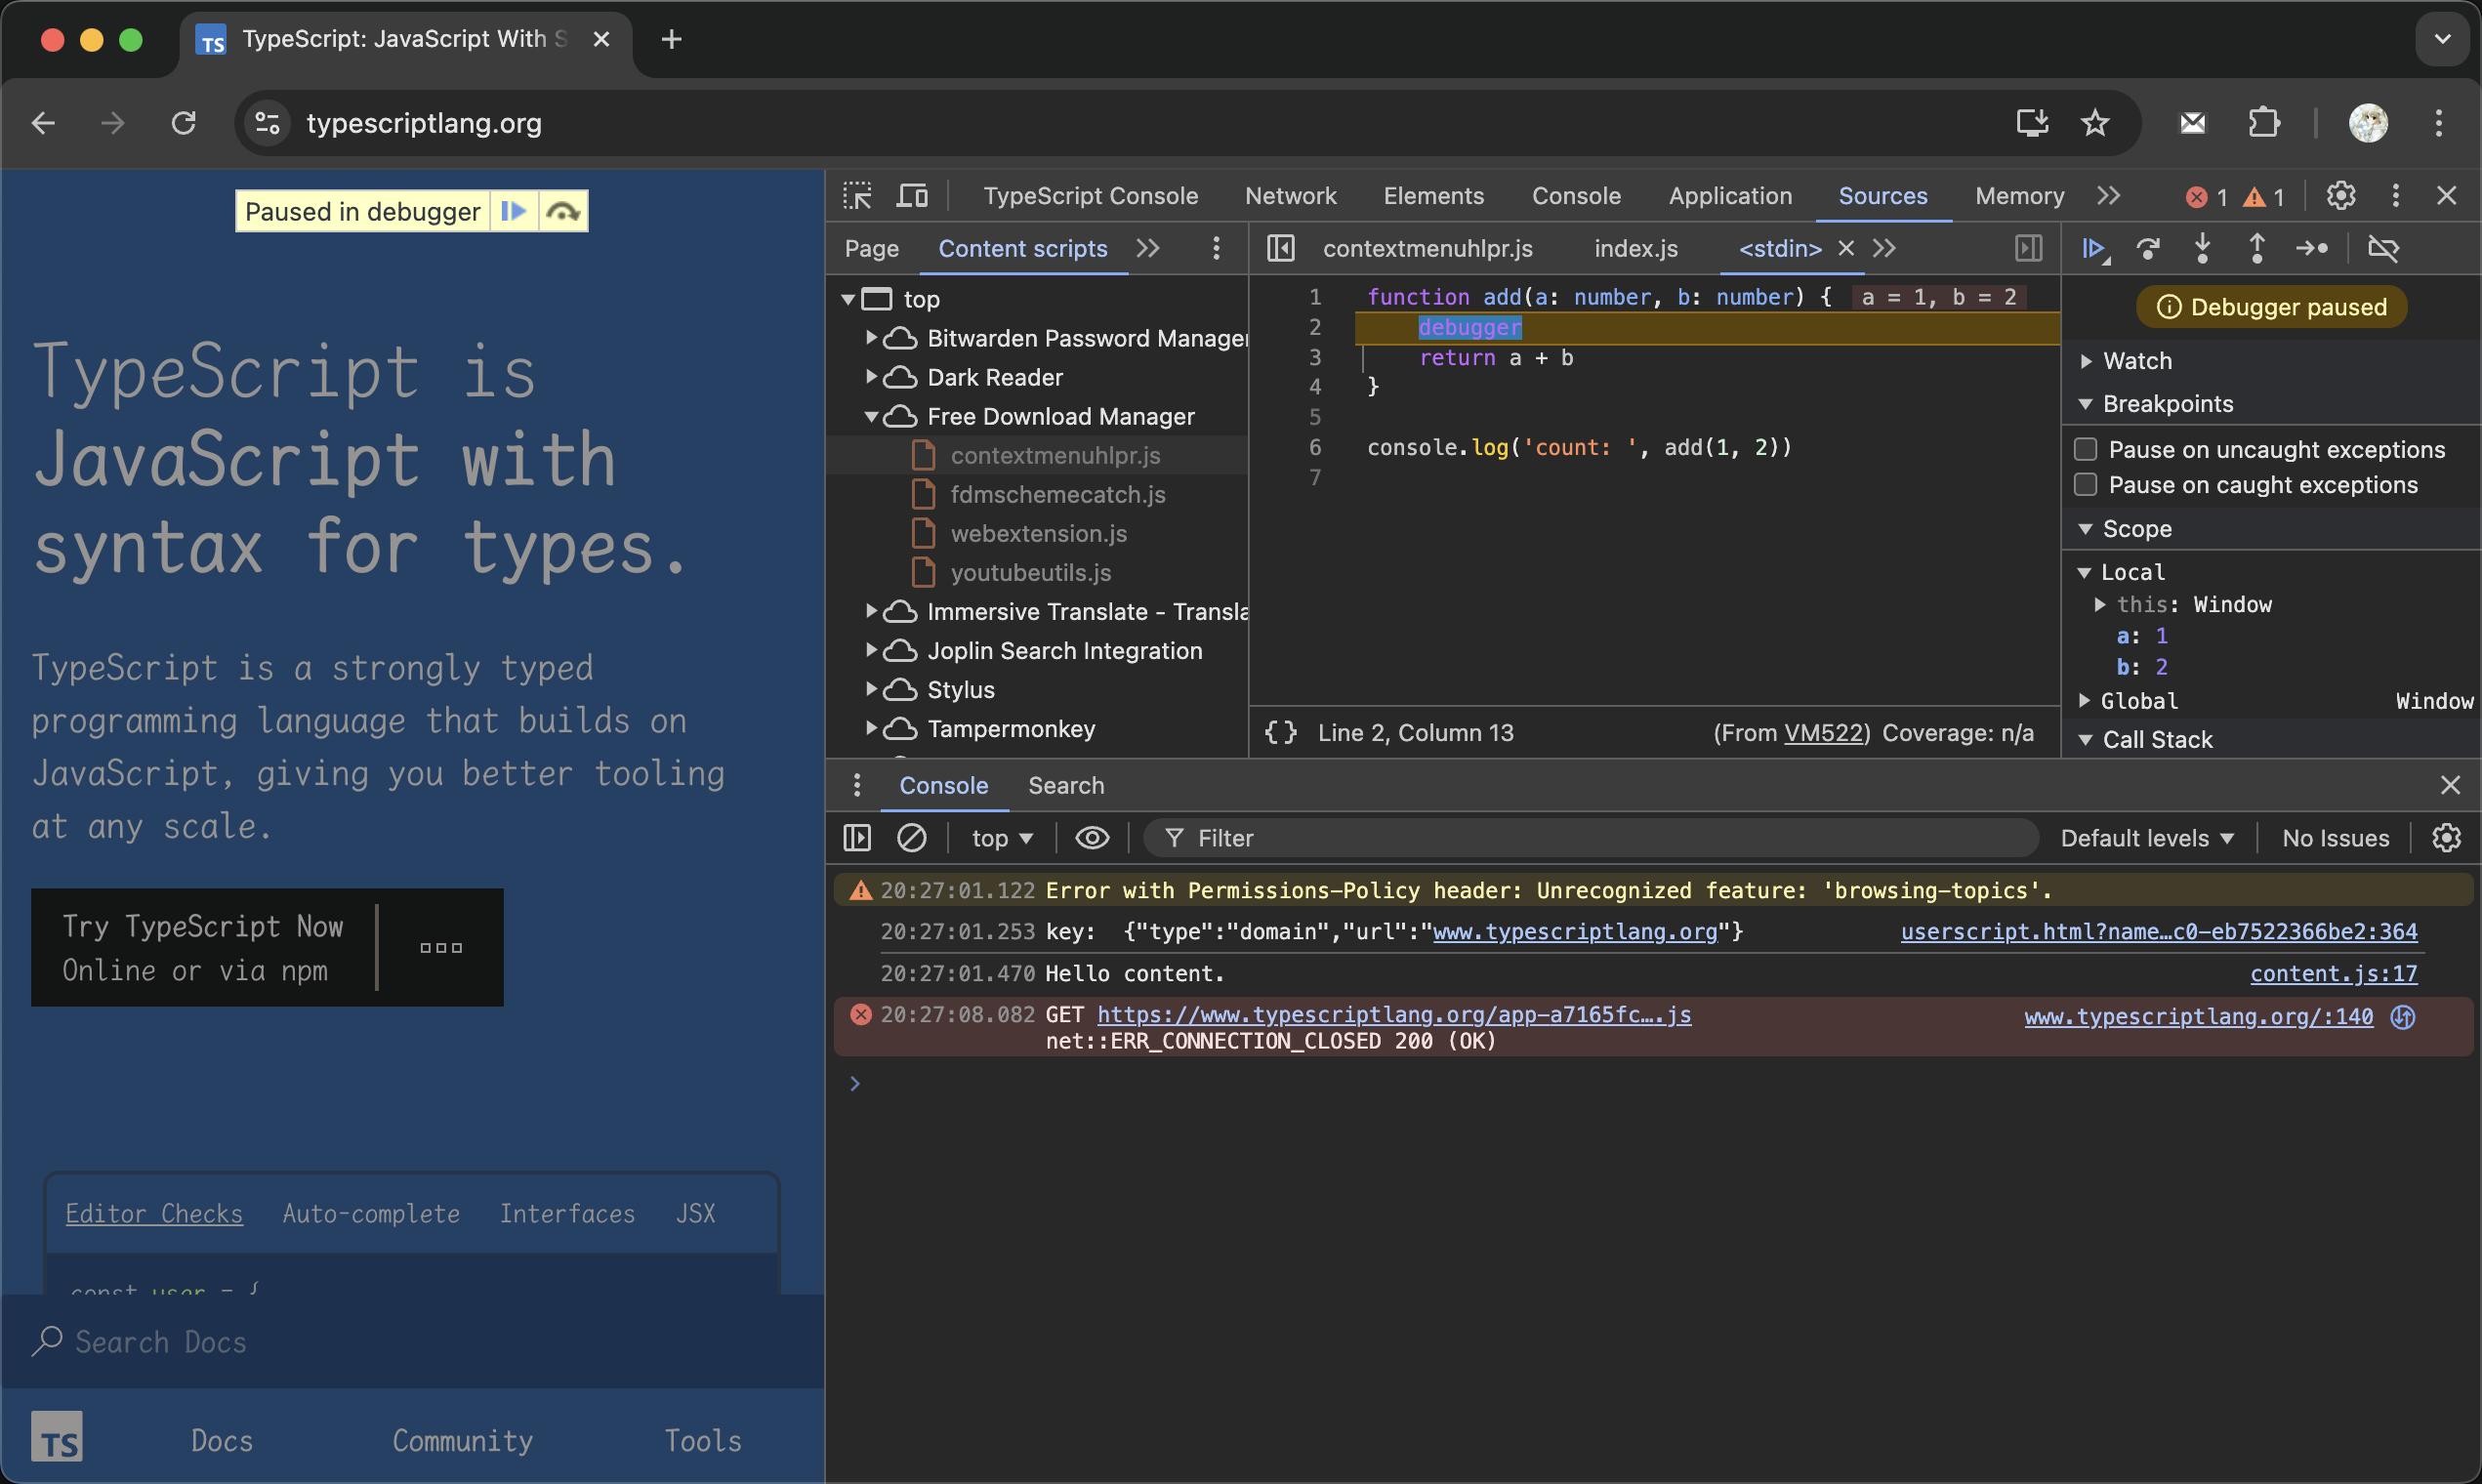 TypeScript: JavaScript With S
typescriptlang.org
Paused in debugger
TypeScript is
JavaScript with
syntax for types.
TypeScript is a strongly typed
programming language that builds on
JavaScript, giving you better tooling
at any scale.
Try TypeScript Now
Online or via npm
Editor Checks Auto-complete Interfaces JSX
const user = {
Search Docs
TS Docs Community Tools
TypeScript Console Network Elements Console Application Sources Memory 1 1
Page Content scripts
top
Bitwarden Password Manager
Dark Reader
Free Download Manager
contextmenuhlpr.js
fdmschemecatch.js
webextension.js
youtubeutils.js
Immersive Translate - Transla
Joplin Search Integration
Stylus
Tampermonkey
contextmenuhlpr.js index.js <stdin>
1 function add(a: number, b: number) { a = 1, b = 2
2 debugger
3 return a + b
4 }
5
6 console.log('count: ', add(1, 2))
7
{} Line 2, Column 13 (From VM522) Coverage: n/a
Debugger paused
Watch
Breakpoints
Pause on uncaught exceptions
Pause on caught exceptions
Scope
Local
this: Window
a: 1
b: 2
Global Window
Call Stack
Console Search
top Filter Default levels No Issues
20:27:01.122 Error with Permissions-Policy header: Unrecognized feature: 'browsing-topics'.
20:27:01.253 key: {"type":"domain","url":"www.typescriptlang.org"} userscript.html?name…c0-eb7522366be2:364
20:27:01.470 Hello content. content.js:17
20:27:08.082 GET https://www.typescriptlang.org/app-a7165fc….js www.typescriptlang.org/:140
net::ERR_CONNECTION_CLOSED 200 (OK)